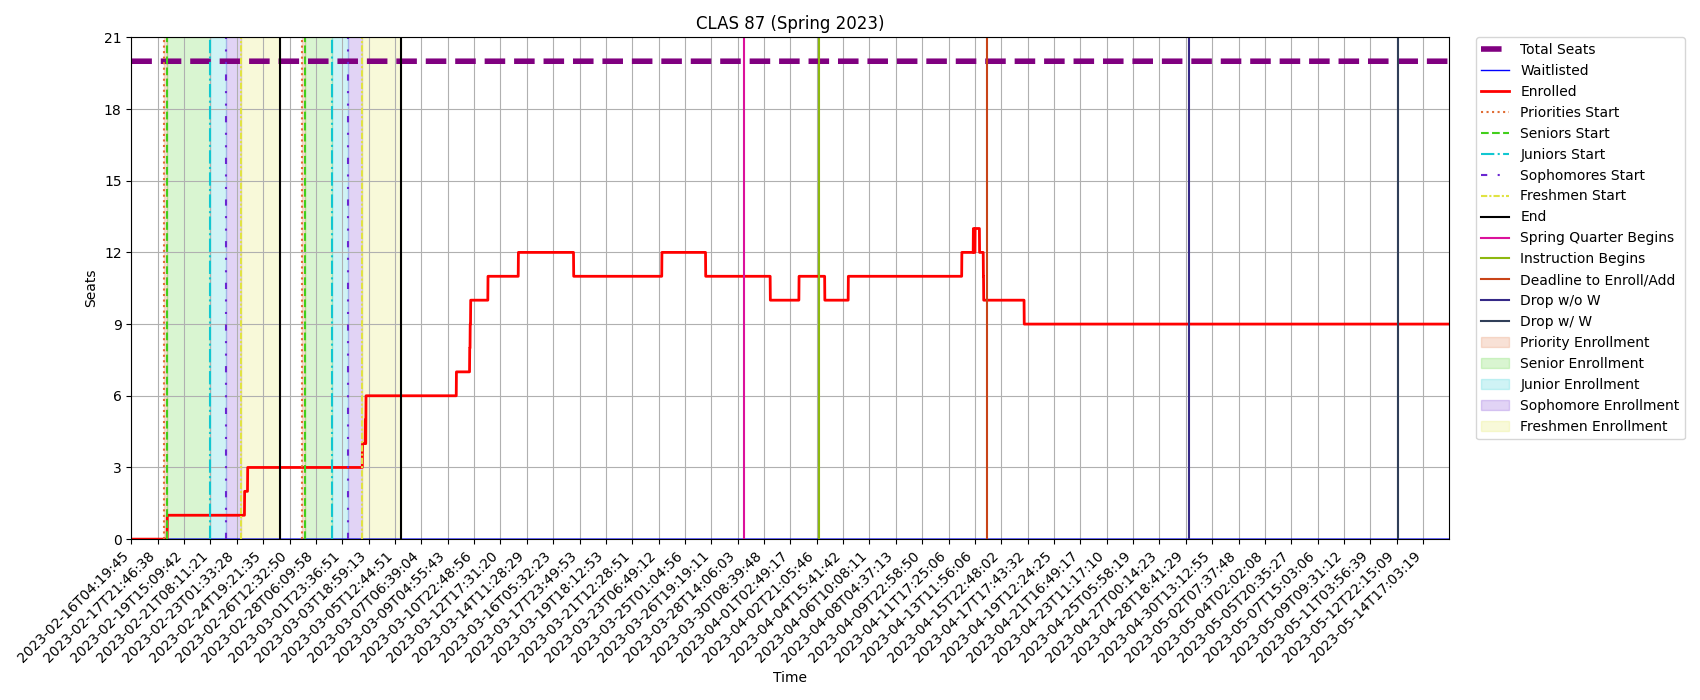 CLAS 87 (Spring 2023)
21
18
15
12
9
6
3
0
Seats
2023-02-16T04:19:45
2023-02-17T21:46:38
2023-02-19T15:09:42
2023-02-21T08:11:21
2023-02-23T01:33:28
2023-02-24T19:21:35
2023-02-26T12:32:50
2023-02-28T06:09:58
2023-03-01T23:36:51
2023-03-03T18:59:13
2023-03-05T12:44:51
2023-03-07T06:39:04
2023-03-09T04:55:43
2023-03-10T22:48:56
2023-03-12T17:31:20
2023-03-14T11:28:29
2023-03-16T05:32:23
2023-03-17T23:49:53
2023-03-19T18:12:53
2023-03-21T12:28:51
2023-03-23T06:49:12
2023-03-25T01:04:56
2023-03-26T19:19:11
2023-03-28T14:06:03
2023-03-30T08:39:48
2023-04-01T02:49:17
2023-04-02T21:05:46
2023-04-04T15:41:42
2023-04-06T10:08:11
2023-04-08T04:37:13
2023-04-09T22:58:50
2023-04-11T17:25:06
2023-04-13T11:56:06
2023-04-15T22:48:02
2023-04-17T17:43:32
2023-04-19T12:24:25
2023-04-21T16:49:17
2023-04-23T11:17:10
2023-04-25T05:58:19
2023-04-27T00:14:23
2023-04-28T18:41:29
2023-04-30T13:12:55
2023-05-02T07:37:48
2023-05-04T02:02:08
2023-05-05T20:35:27
2023-05-07T15:03:06
2023-05-09T09:31:12
2023-05-11T03:56:39
2023-05-12T22:15:09
2023-05-14T17:03:19
Time
Total Seats
Waitlisted
Enrolled
Priorities Start
Seniors Start
Juniors Start
Sophomores Start
Freshmen Start
End
Spring Quarter Begins
Instruction Begins
Deadline to Enroll/Add
Drop w/o W
Drop w/ W
Priority Enrollment
Senior Enrollment
Junior Enrollment
Sophomore Enrollment
Freshmen Enrollment